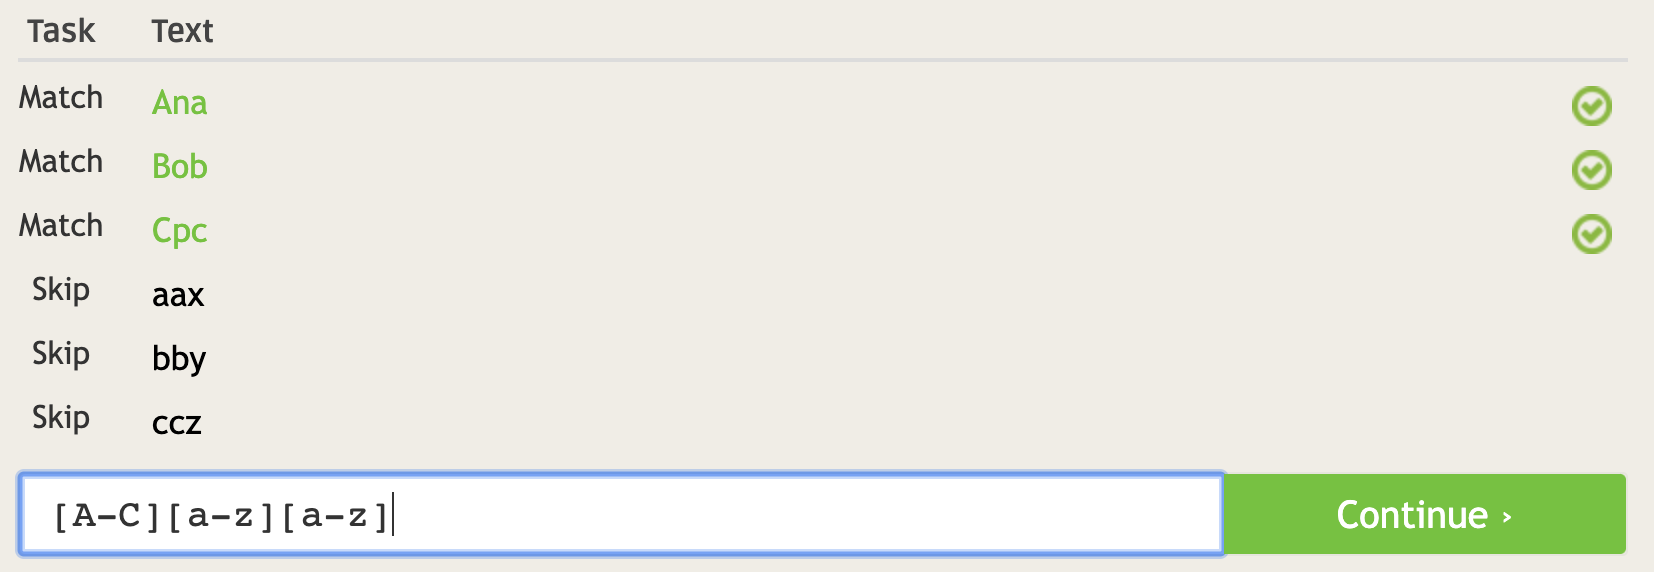 Task Text
Match Ana
Match Bob
Match Cpc
Skip aax
Skip bby
Skip ccz
[A-C][a-z][a-z] Continue ›